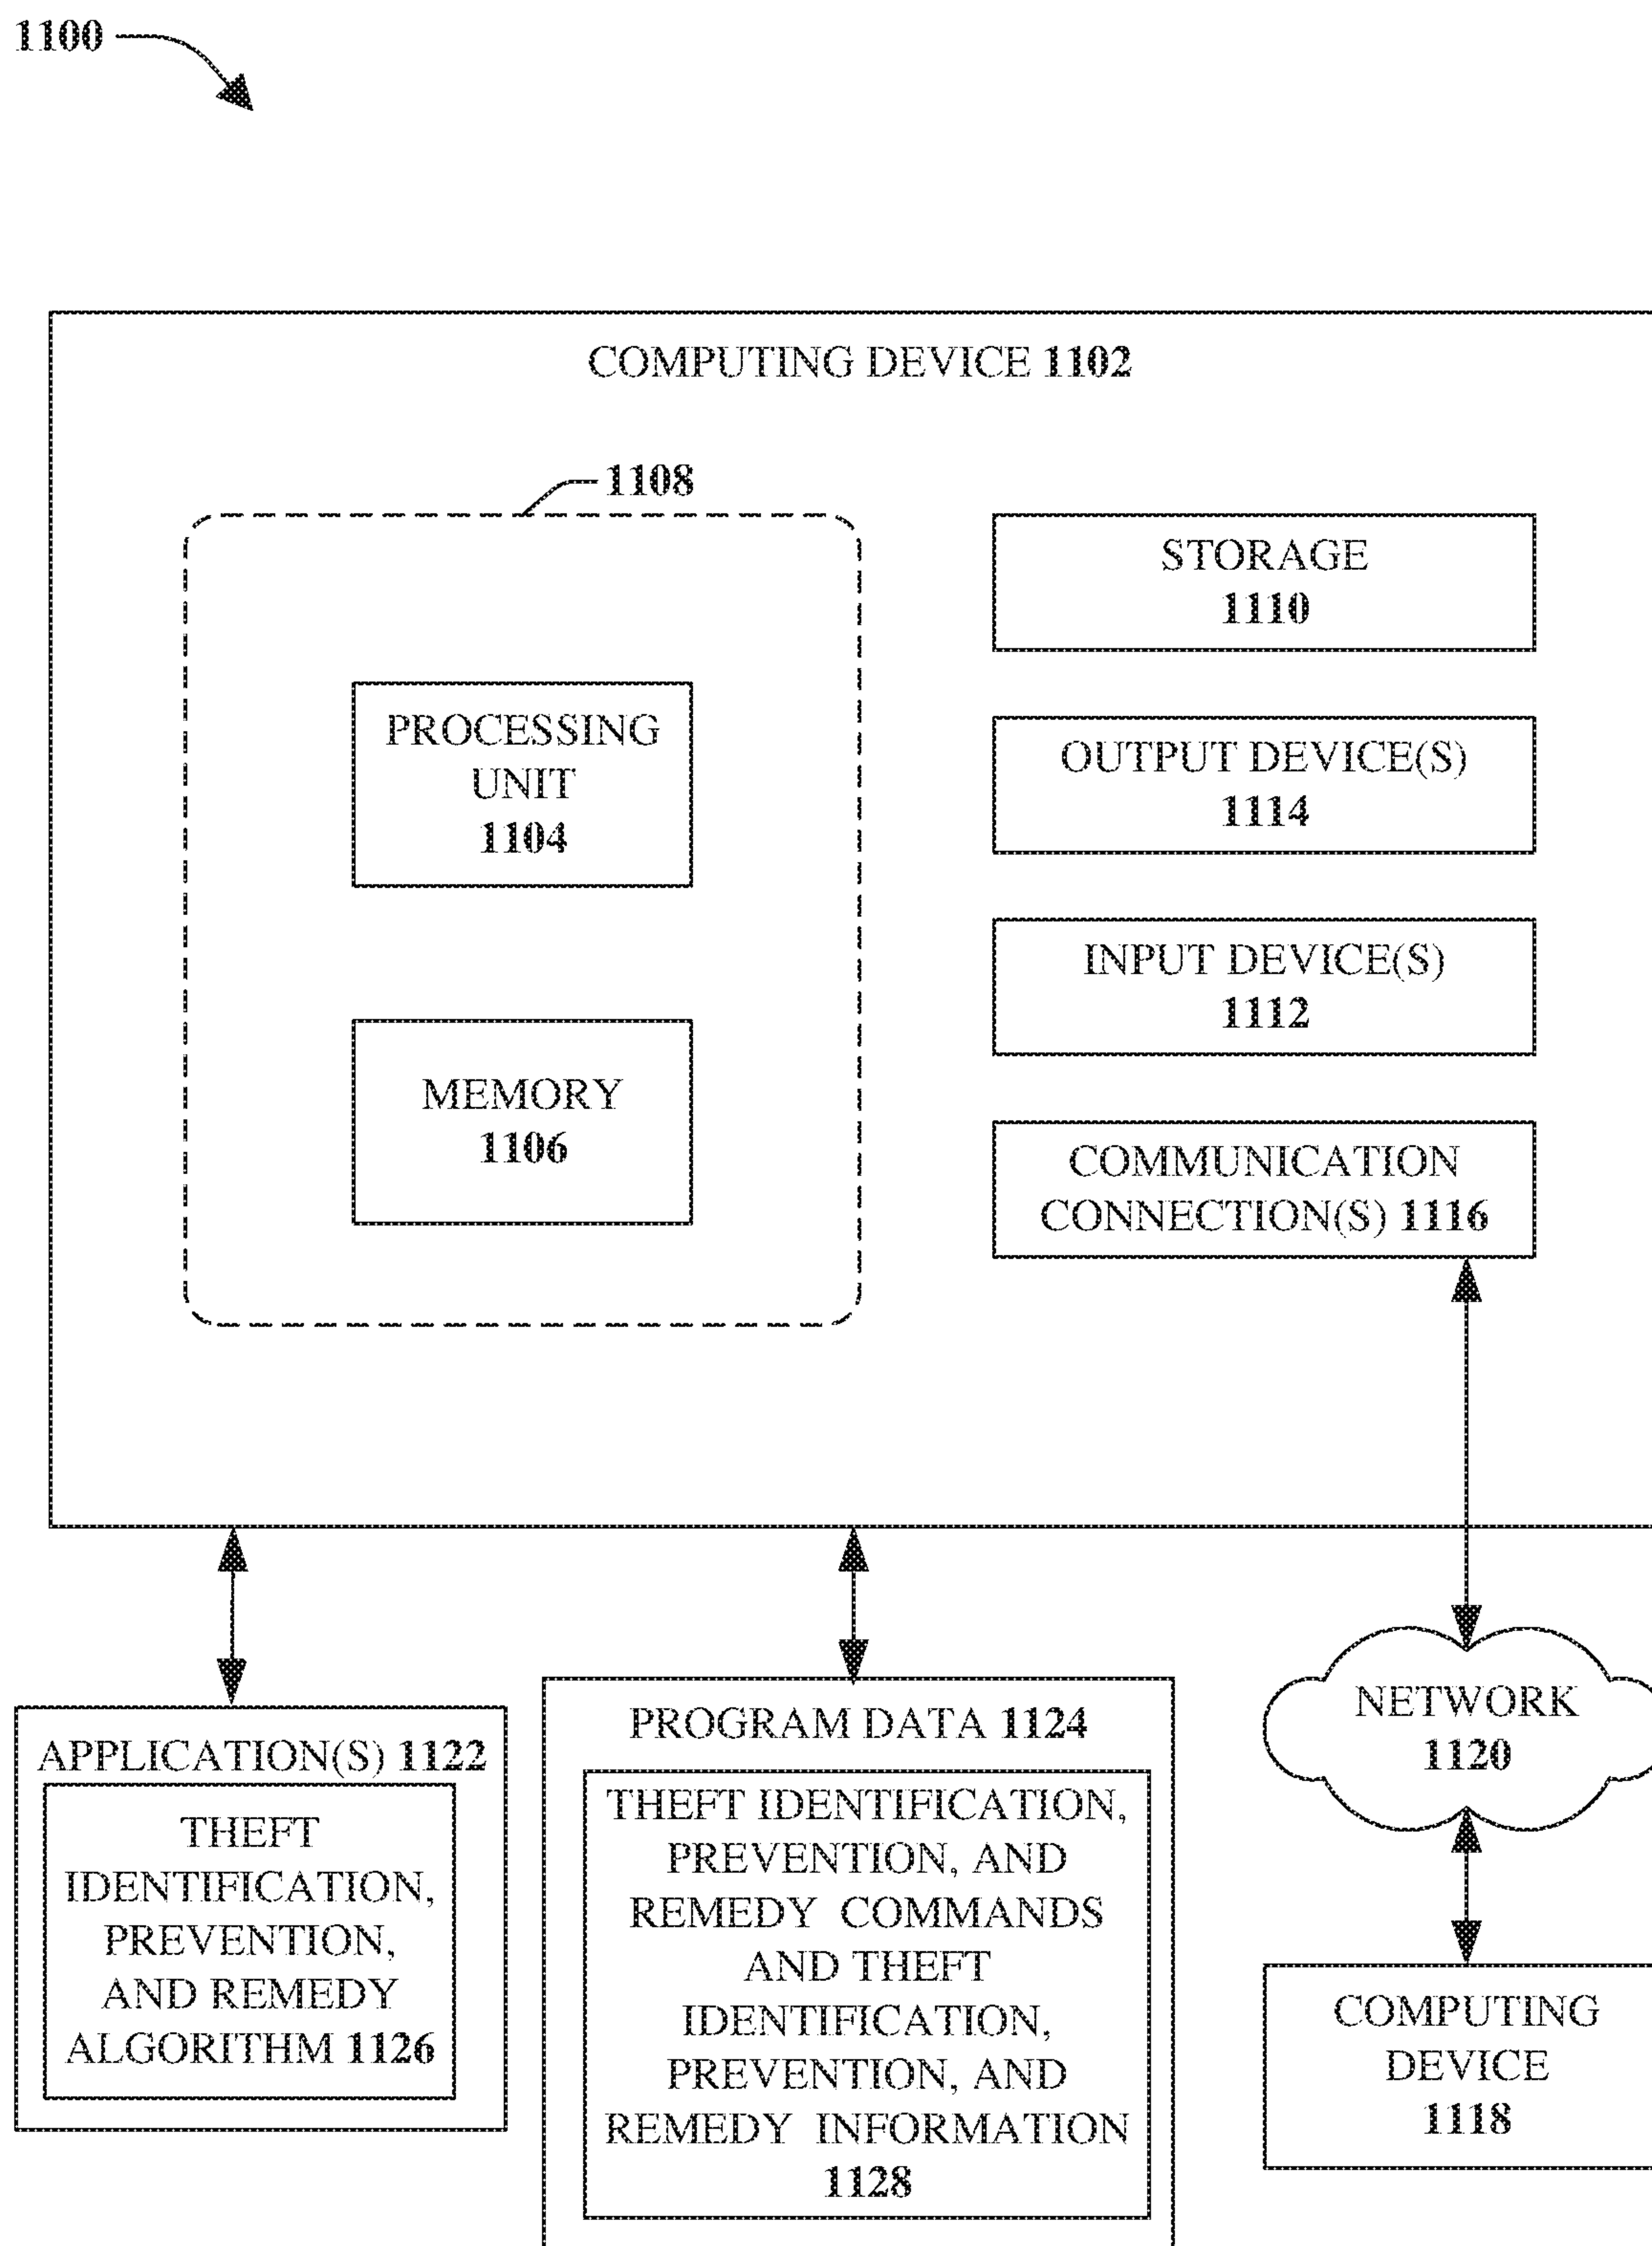 1100
COMPUTING DEVICE 1102
1108
PROCESSING
UNIT
1104
MEMORY
1106
STORAGE
1110
OUTPUT DEVICE(S)
1114
INPUT DEVICE(S)
1112
COMMUNICATION
CONNECTION(S) 1116
APPLICATION(S) 1122
THEFT
IDENTIFICATION,
PREVENTION,
AND REMEDY
ALGORITHM 1126
PROGRAM DATA 1124
THEFT IDENTIFICATION,
PREVENTION, AND
REMEDY COMMANDS
AND THEFT
IDENTIFICATION,
PREVENTION, AND
REMEDY INFORMATION
1128
NETWORK
1120
COMPUTING
DEVICE
1118